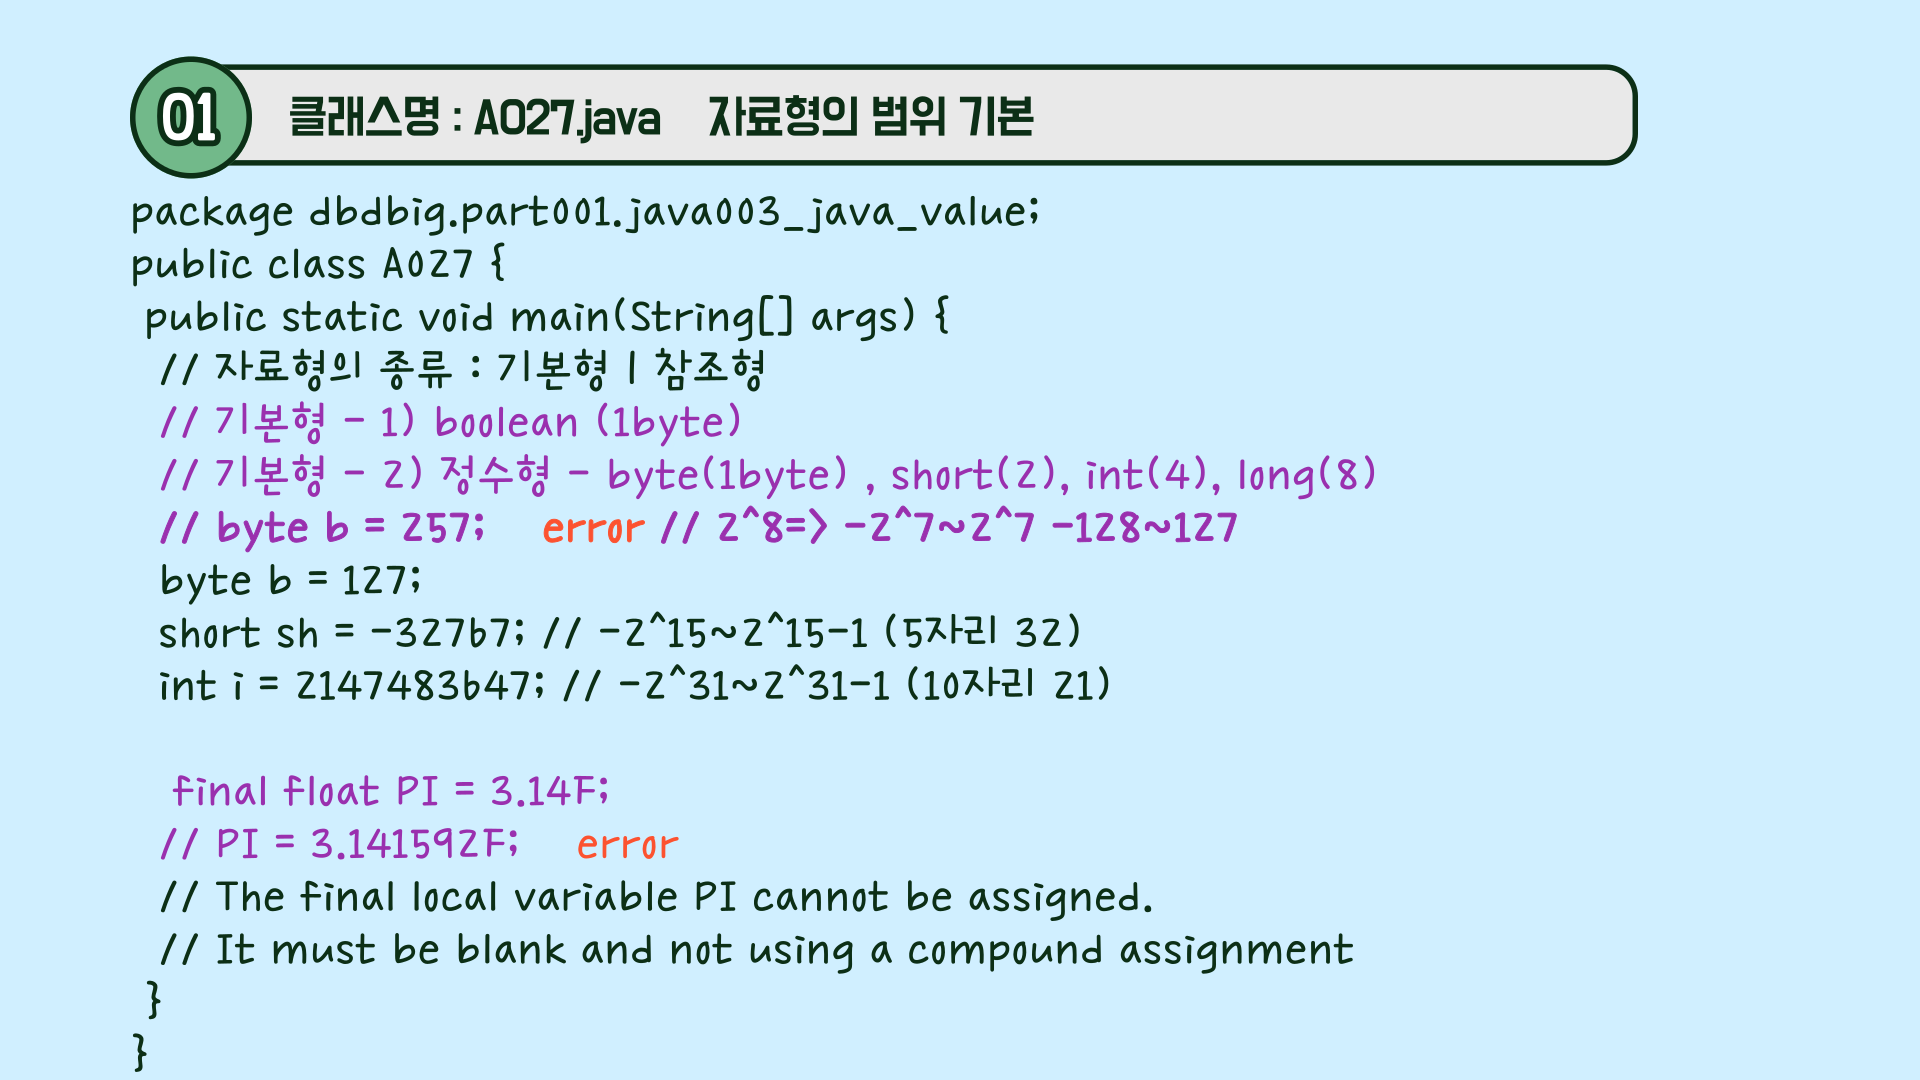 01
클래스명 : A027.java 자료형의 범위 기본
package dbdbig.part001.java003_java_value;
public class A027 {
public static void main(String[] args) {
// 자료형의 종류 : 기본형 | 참조형
// 기본형 - 1) boolean (1byte)
// 기본형 - 2) 정수형 - byte(1byte) , short(2), int(4), long(8)
// byte b = 257; error // 2^8=> -2^7~2^7 -128~127
byte b = 127;
short sh = -32767; // -2^15~2^15-1 (5자리 32)
int i = 2147483647; // -2^31~2^31-1 (10자리 21)
final float PI = 3.14F;
// PI = 3.141592F; error
// The final local variable PI cannot be assigned.
// It must be blank and not using a compound assignment
}
}